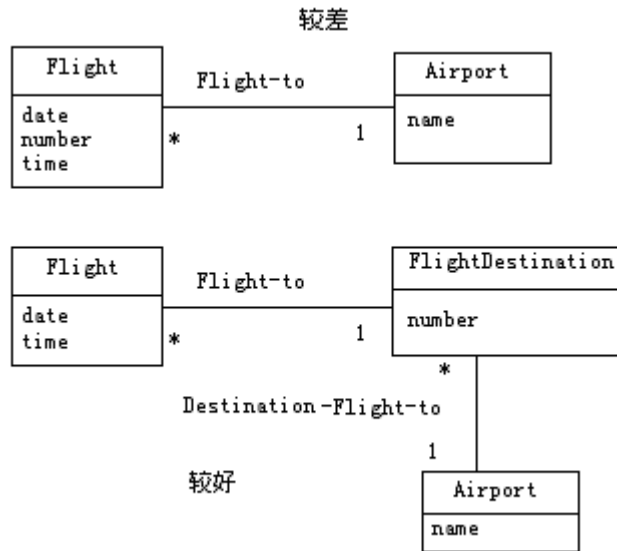 较差
Flight
Flight-to
Airport
date
number
time
*
1
name
Flight
Flight-to
FlightDestination
date
time
*
1
number
*
Destination-Flight-to
1
较好
Airport
name